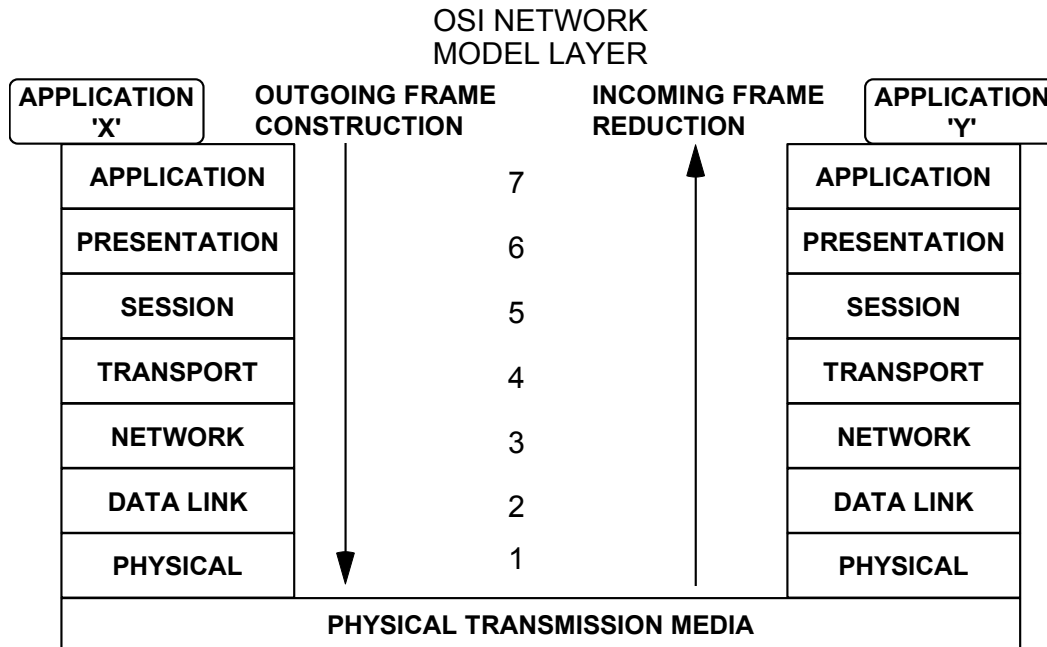 OSI NETWORK
MODEL LAYER
APPLICATION
'X'
OUTGOING FRAME
CONSTRUCTION
INCOMING FRAME
REDUCTION
APPLICATION
'Y'
APPLICATION
7
APPLICATION
PRESENTATION
6
PRESENTATION
SESSION
5
SESSION
TRANSPORT
4
TRANSPORT
NETWORK
3
NETWORK
DATA LINK
2
DATA LINK
PHYSICAL
1
PHYSICAL
PHYSICAL TRANSMISSION MEDIA